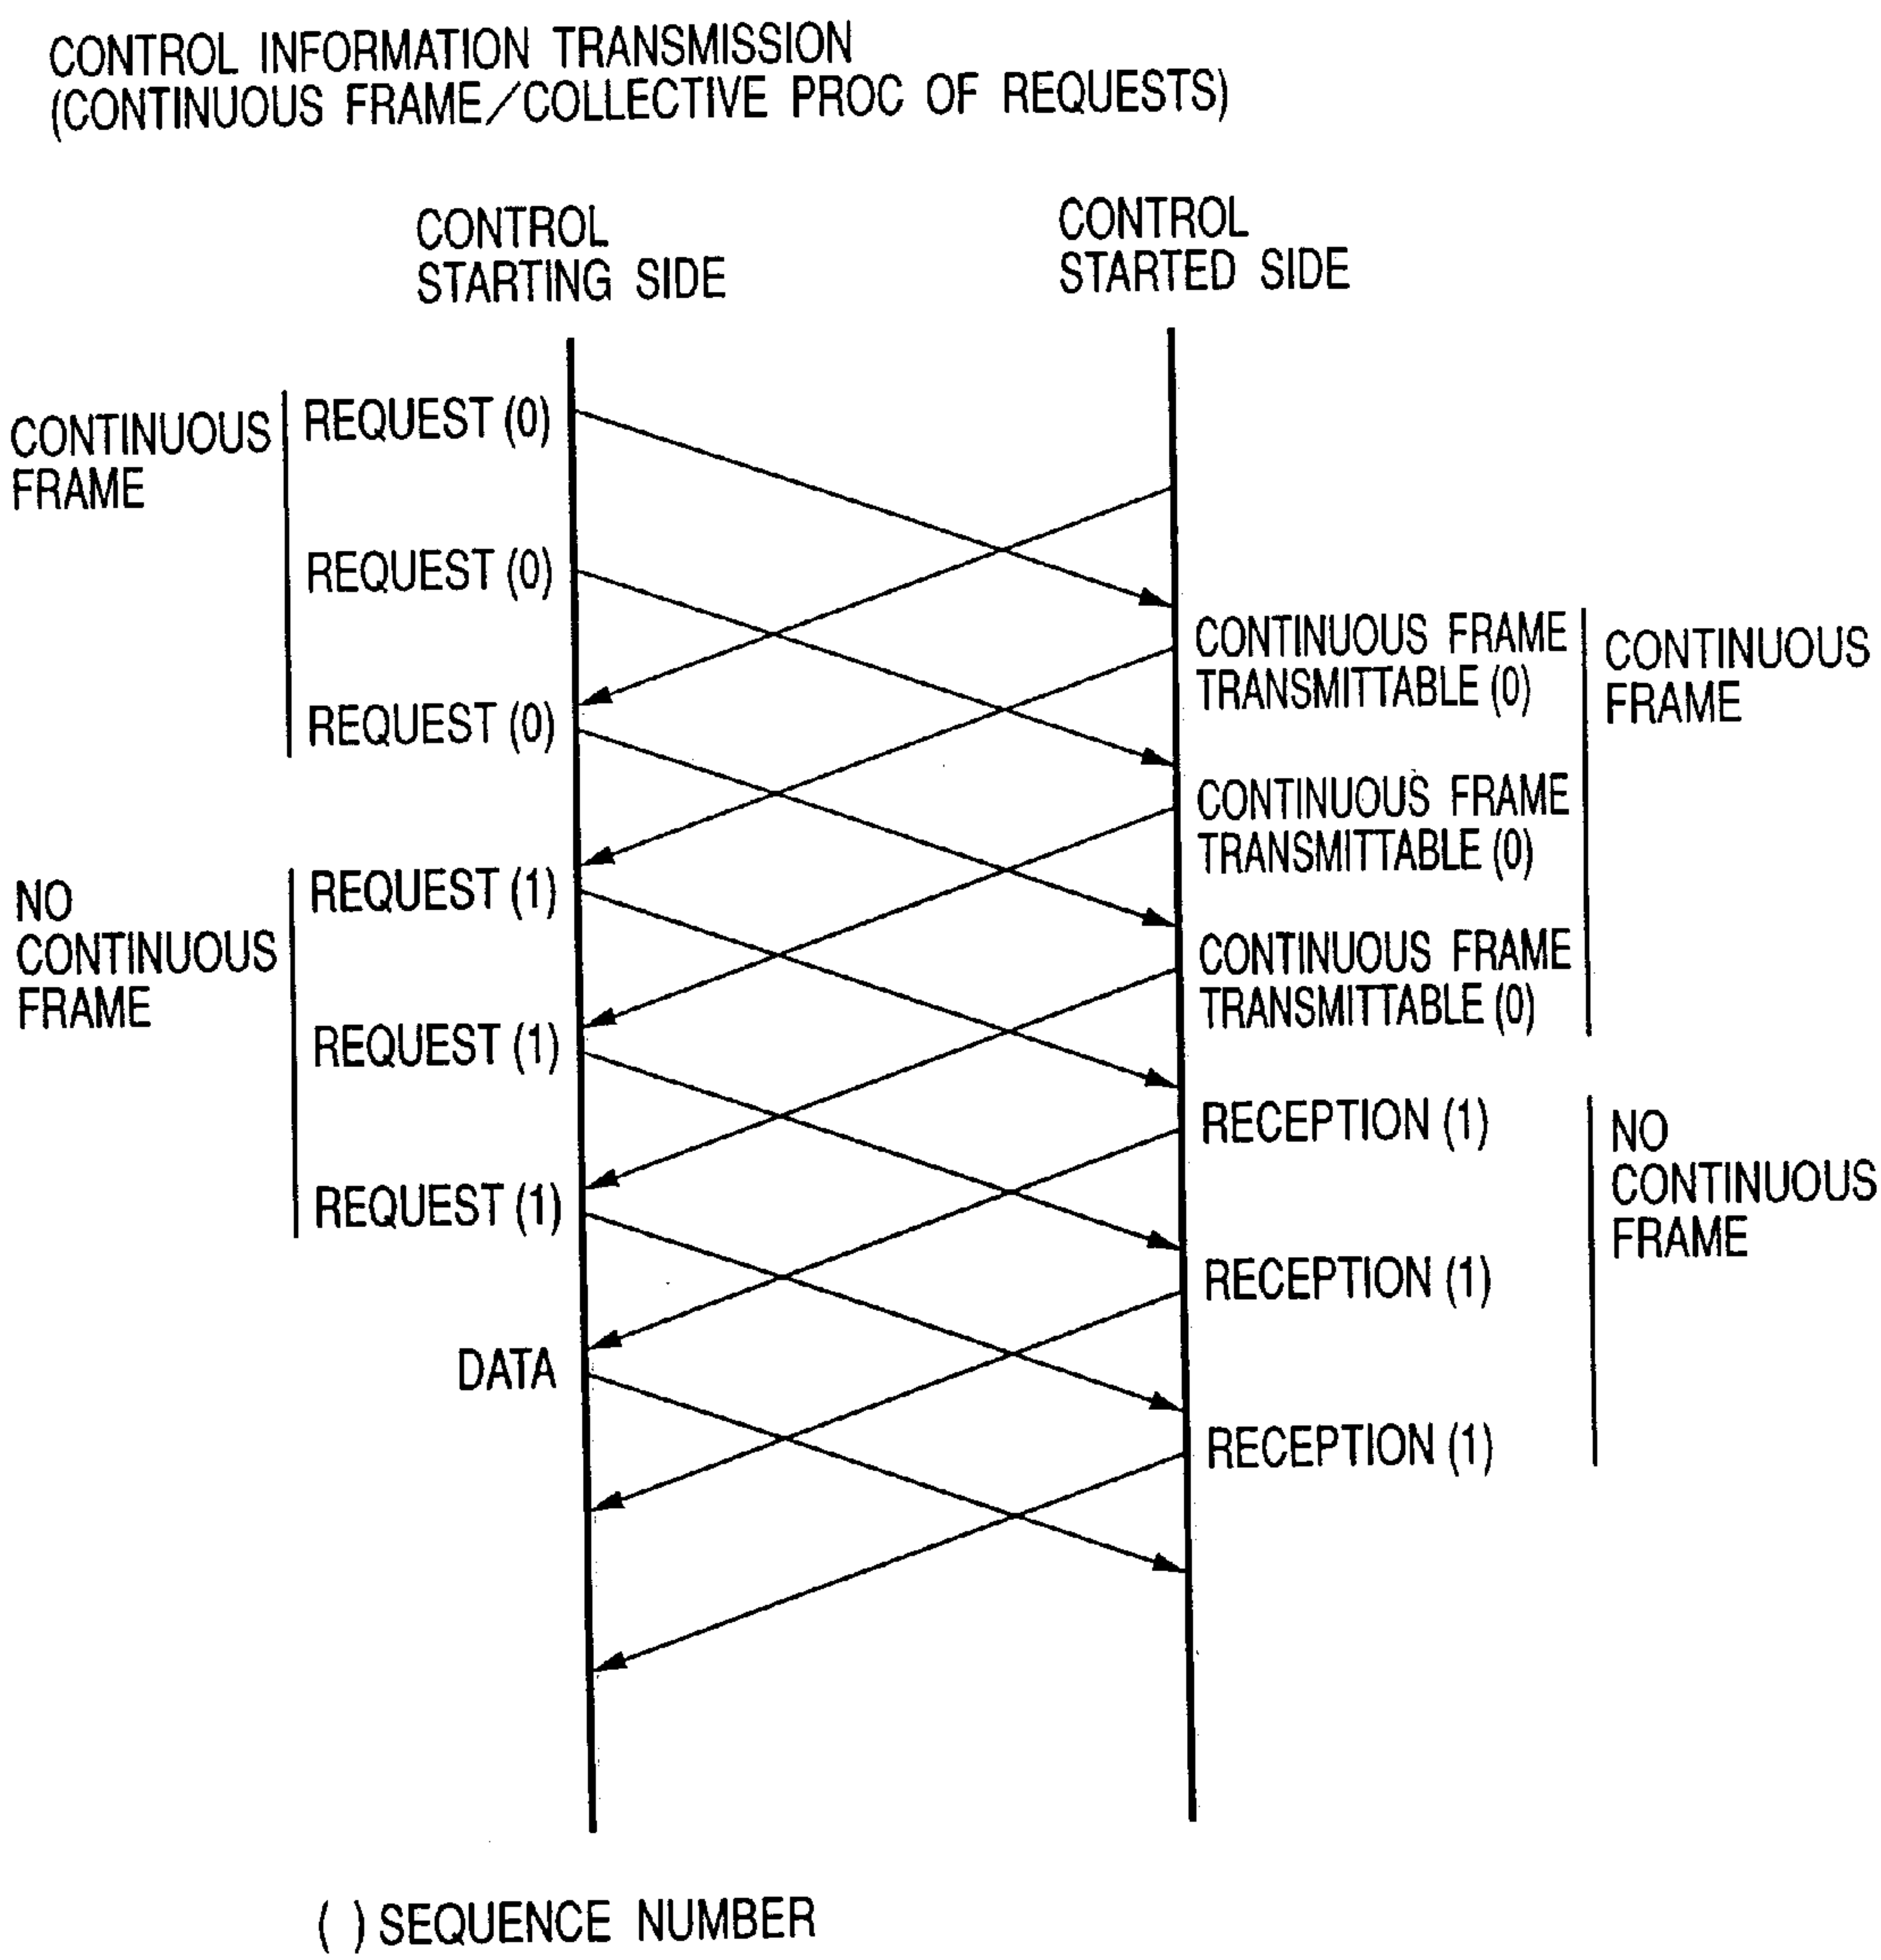 CONTROL INFORMATION TRANSMISSION
(CONTINUOUS FRAME/COLLECTIVE PROC OF REQUESTS)
CONTROL
STARTING SIDE
CONTROL
STARTED SIDE
CONTINUOUS
FRAME
REQUEST (0)
REQUEST (0)
REQUEST (0)
CONTINUOUS FRAME
TRANSMITTABLE (0)
CONTINUOUS
FRAME
CONTINUOUS FRAME
TRANSMITTABLE (0)
CONTINUOUS FRAME
TRANSMITTABLE (0)
NO
CONTINUOUS
FRAME
REQUEST (1)
REQUEST (1)
REQUEST (1)
RECEPTION (1)
NO
CONTINUOUS
FRAME
RECEPTION (1)
DATA
RECEPTION (1)
( ) SEQUENCE NUMBER